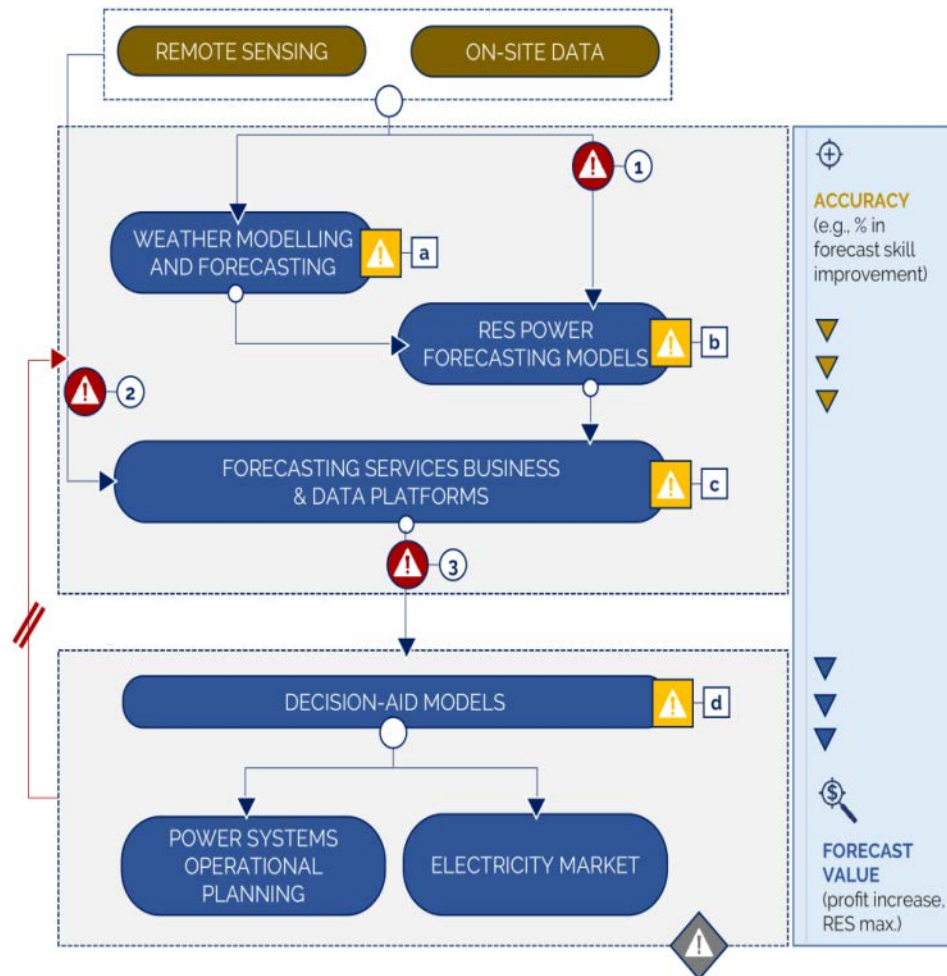 REMOTE SENSING
ON-SITE DATA
1
WEATHER MODELLING
AND FORECASTING
a
RES POWER
FORECASTING MODELS
b
2
FORECASTING SERVICES BUSINESS
& DATA PLATFORMS
c
3
DECISION-AID MODELS
d
POWER SYSTEMS
OPERATIONAL
PLANNING
ELECTRICITY MARKET
ACCURACY
(e.g., % in
forecast skill
improvement)
$
FORECAST
VALUE
(profit increase,
RES max.)